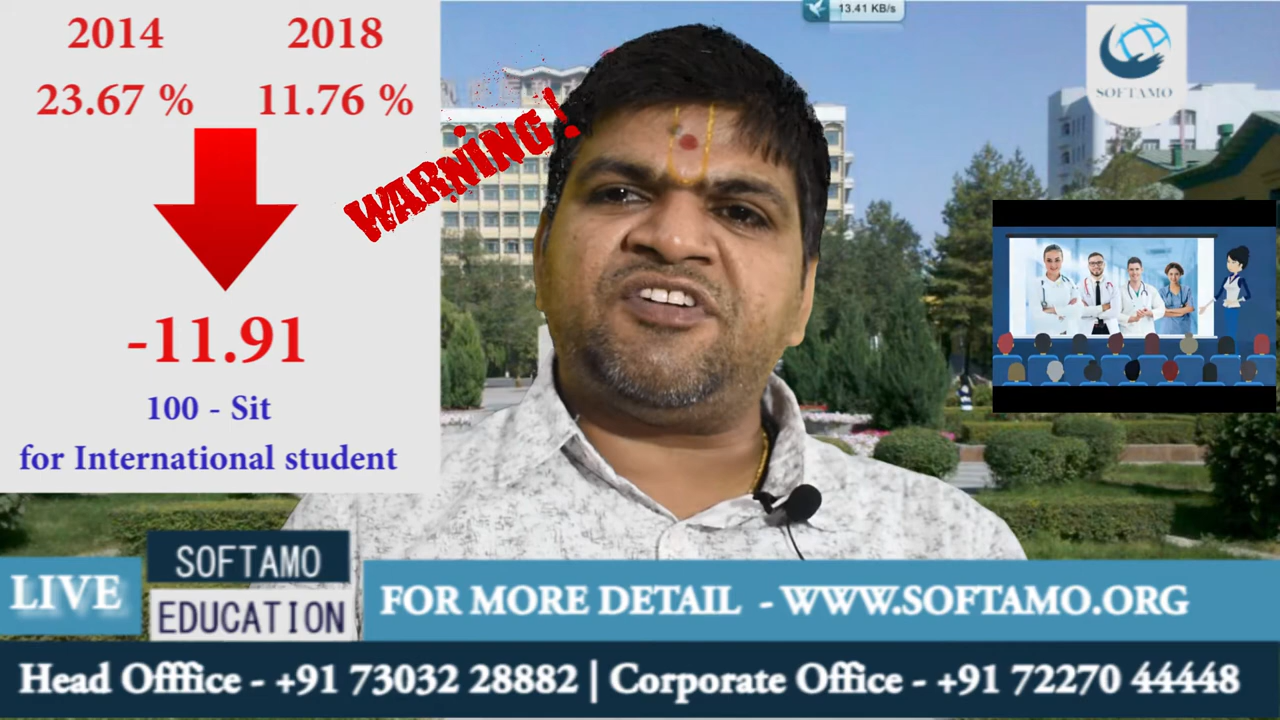 2014 2018
23.67 % 11.76 %
-11.91
100 - Sit
for International student
WARNING!
13.41 KB/s
SOFTAMO
LIVE
SOFTAMO
EDUCATION
FOR MORE DETAIL - WWW.SOFTAMO.ORG
Head Offfice - +91 73032 28882 | Corporate Office - +91 72270 44448